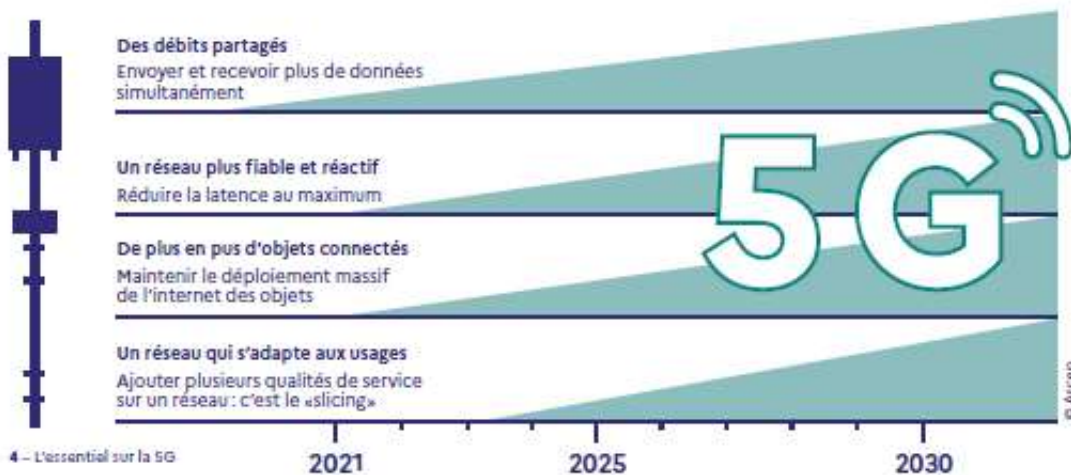 Des débits partagés
Envoyer et recevoir plus de données
simultanément
Un réseau plus fiable et réactif
Réduire la latence au maximum
De plus en pus d'objets connectés
Maintenir le déploiement massif
de l'internet des objets
Un réseau qui s'adapte aux usages
Ajouter plusieurs qualités de service
sur un réseau : c'est le «slicing»
5G
© Arcep
4 – L'essentiel sur la 5G
2021
2025
2030